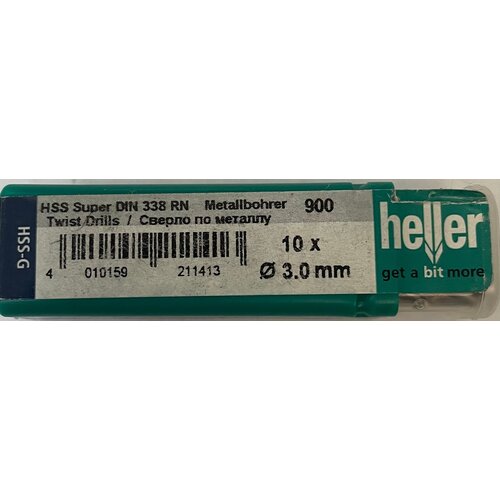 HSS-G
HSS Super DIN 338 RN Metallbohrer 900
Twist Drills / Сверло по металлу
10 x
4 010159 211413
Ø 3.0 mm
heller
get a bit more